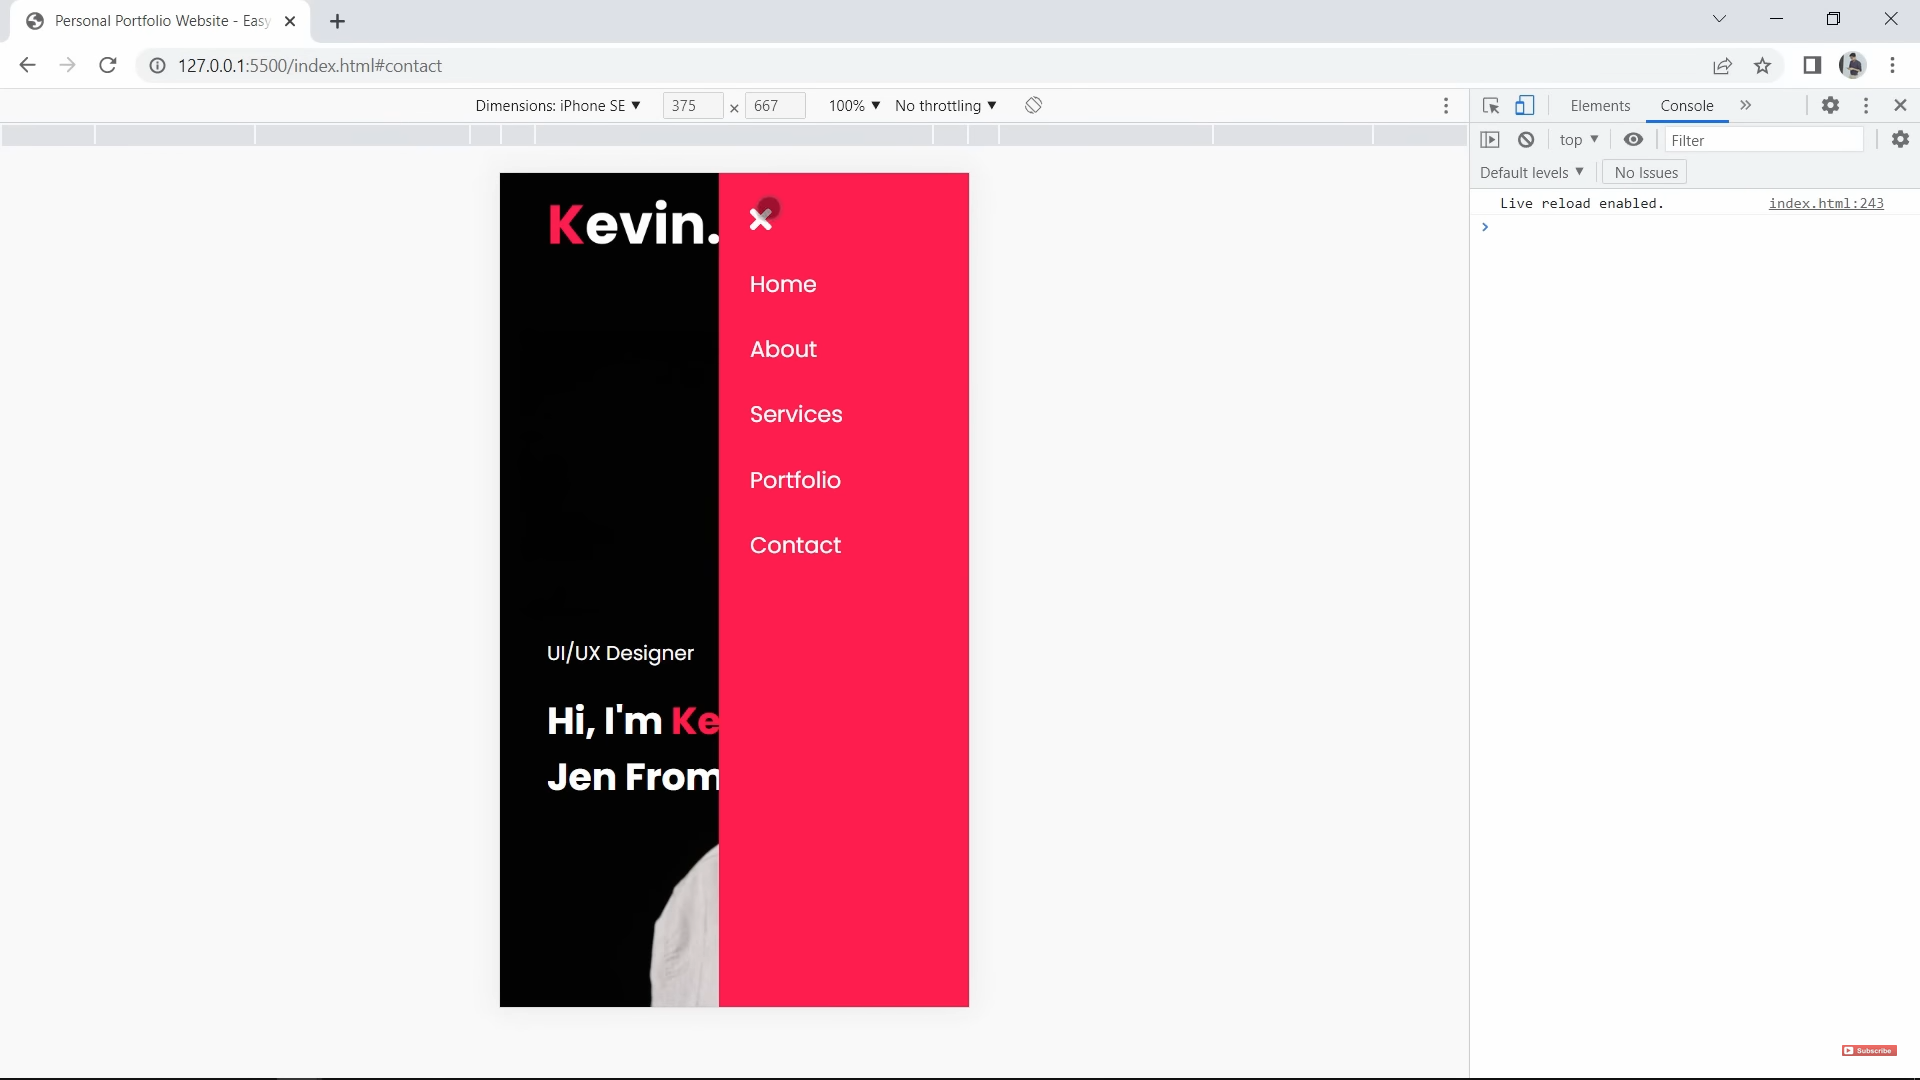 Personal Portfolio Website - Easy
127.0.0.1:5500/index.html#contact
Dimensions: iPhone SE 375 × 667 100% No throttling
Elements Console
top Filter
Default levels No Issues
Live reload enabled. index.html:243
Kevin.
Home
About
Services
Portfolio
Contact
UI/UX Designer
Hi, I'm Ke
Jen From
Subscribe